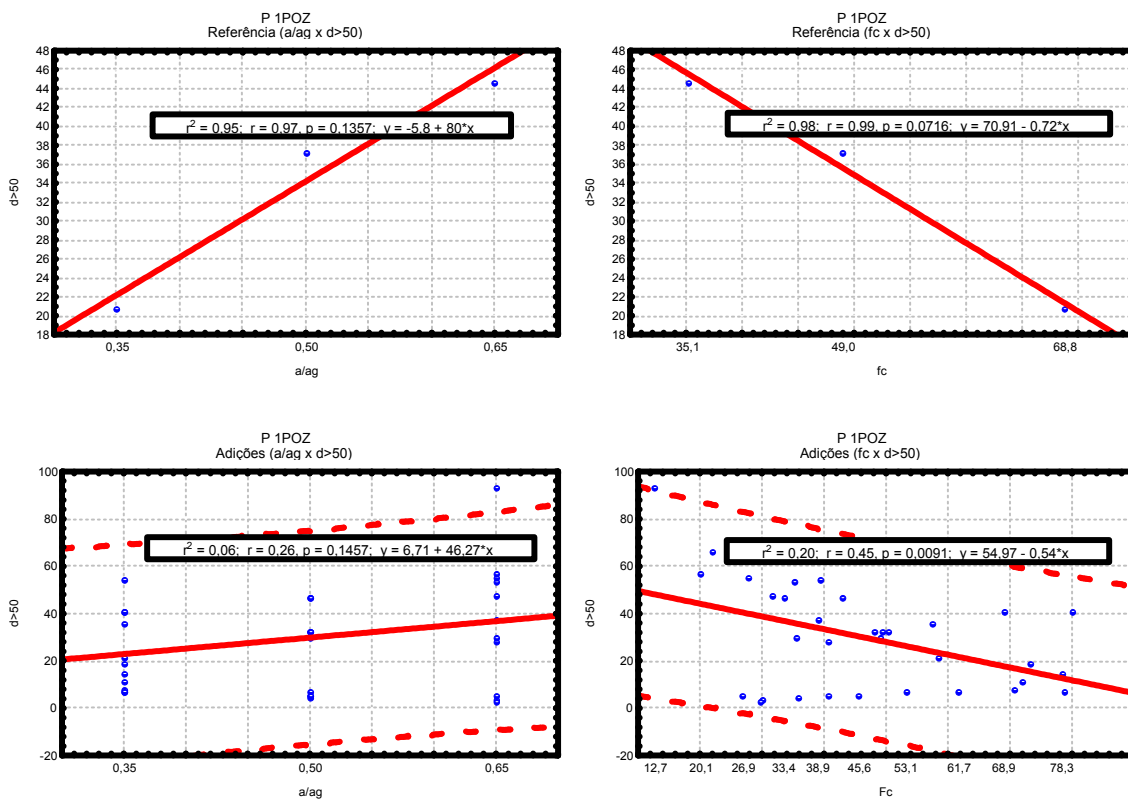 P 1POZ
Referência (a/ag x d>50)
48
46
44
42
40
38
36
34
32
30
28
26
24
22
20
18
d>50
r² = 0,95; r = 0,97, p = 0,1357; y = -5,8 + 80*x
0,35 0,50 0,65
a/ag
P 1POZ
Referência (fc x d>50)
48
46
44
42
40
38
36
34
32
30
28
26
24
22
20
18
d>50
r² = 0,98; r = 0,99, p = 0,0716; y = 70,91 - 0,72*x
35,1 49,0 68,8
fc
P 1POZ
Adições (a/ag x d>50)
100
80
60
40
20
0
-20
d>50
r² = 0,06; r = 0,26, p = 0,1457; y = 6,71 + 46,27*x
0,35 0,50 0,65
a/ag
P 1POZ
Adições (fc x d>50)
100
80
60
40
20
0
-20
d>50
r² = 0,20; r = 0,45, p = 0,0091; y = 54,97 - 0,54*x
12,7 20,1 26,9 33,4 38,9 45,6 53,1 61,7 68,9 78,3
Fc